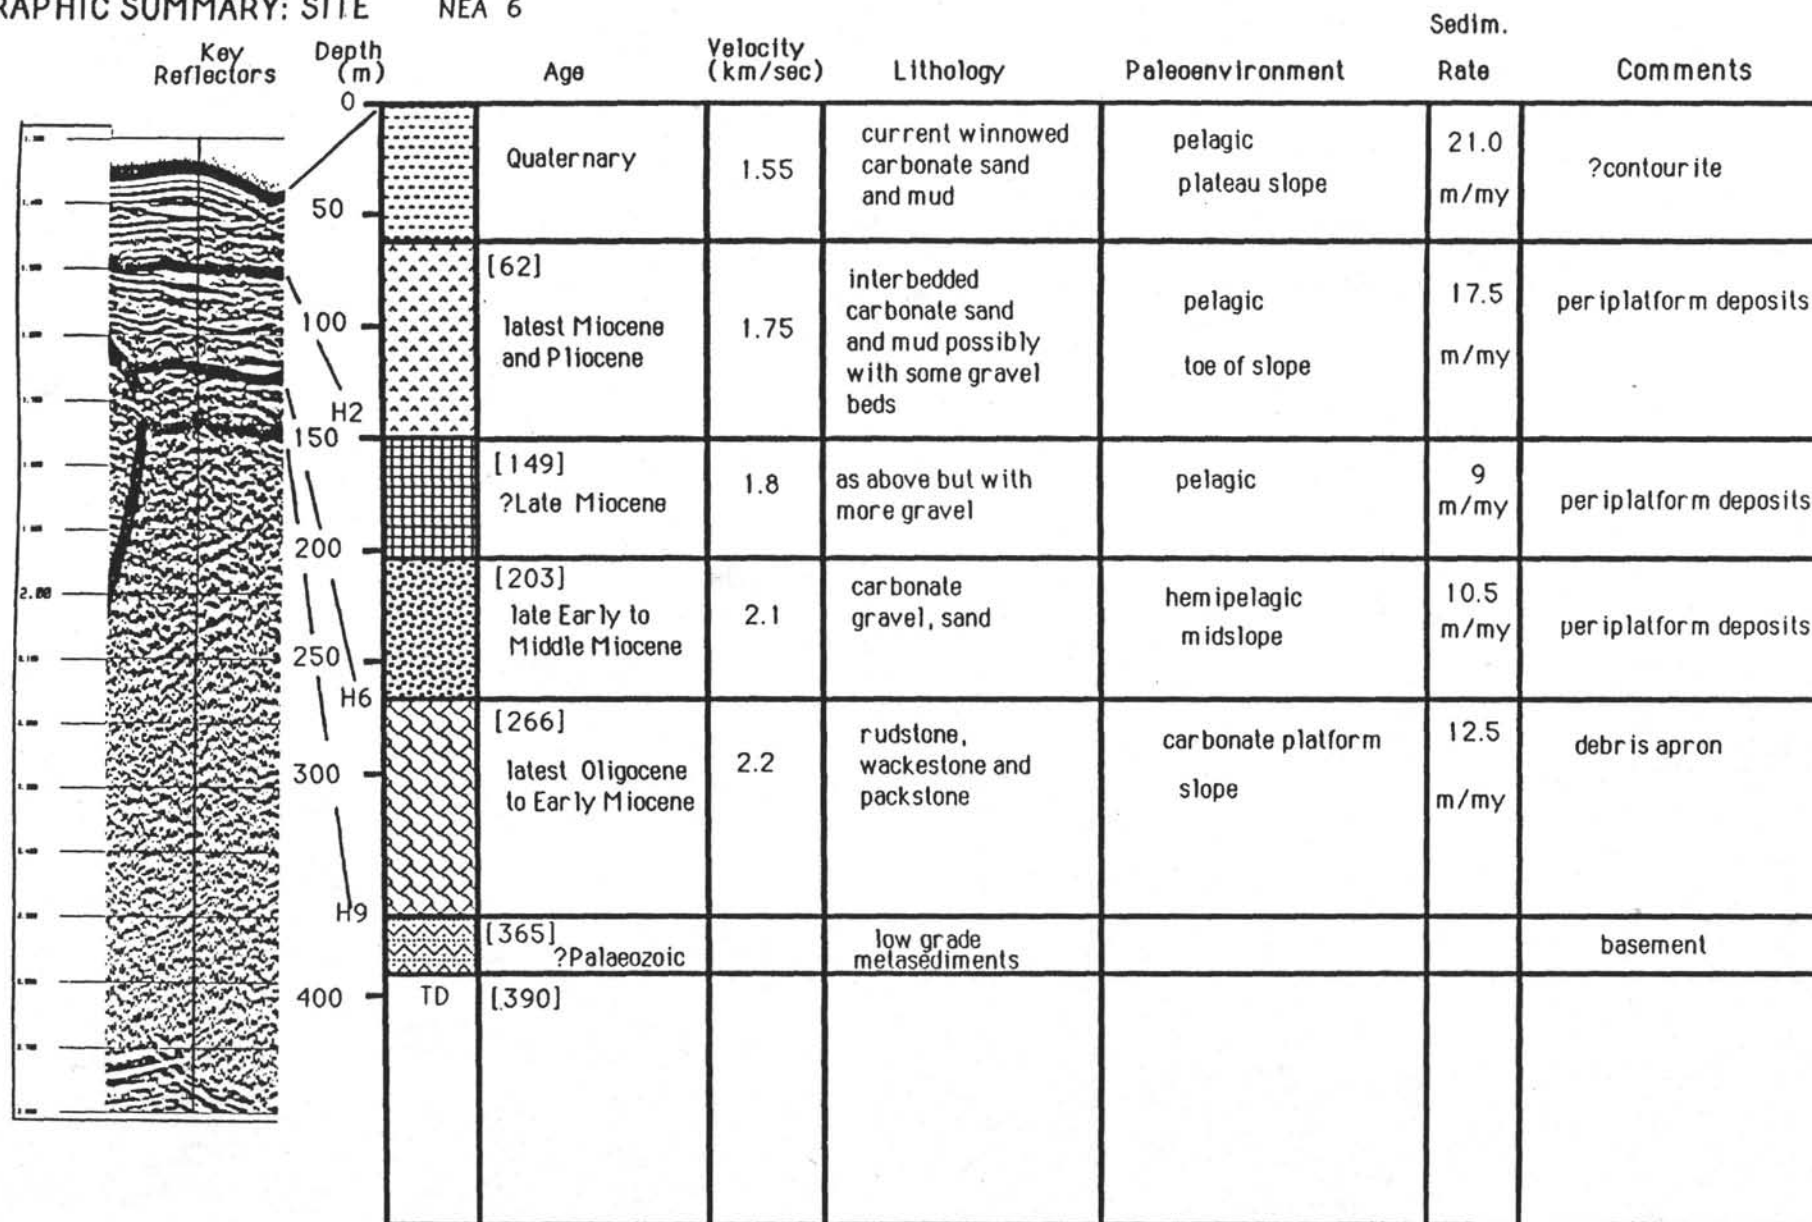 RAPHIC SUMMARY: SITE NEA 6
Key Reflectors
Depth (m)
Age
Velocity (km/sec)
Lithology
Paleoenvironment
Sedim. Rate
Comments
0
50
100
H2
150
200
250
H6
300
H9
400
2.00
Quaternary
1.55
current winnowed
carbonate sand
and mud
pelagic
plateau slope
21.0
m/my
?contourite
[62]
latest Miocene
and Pliocene
1.75
interbedded
carbonate sand
and mud possibly
with some gravel
beds
pelagic
toe of slope
17.5
m/my
periplatform deposits
[149]
?Late Miocene
1.8
as above but with
more gravel
pelagic
9
m/my
periplatform deposits
[203]
late Early to
Middle Miocene
2.1
carbonate
gravel, sand
hemipelagic
midslope
10.5
m/my
periplatform deposits
[266]
latest Oligocene
to Early Miocene
2.2
rudstone,
wackestone and
packstone
carbonate platform
slope
12.5
m/my
debris apron
[365]
?Palaeozoic
low grade
metasediments
basement
TD
[390]